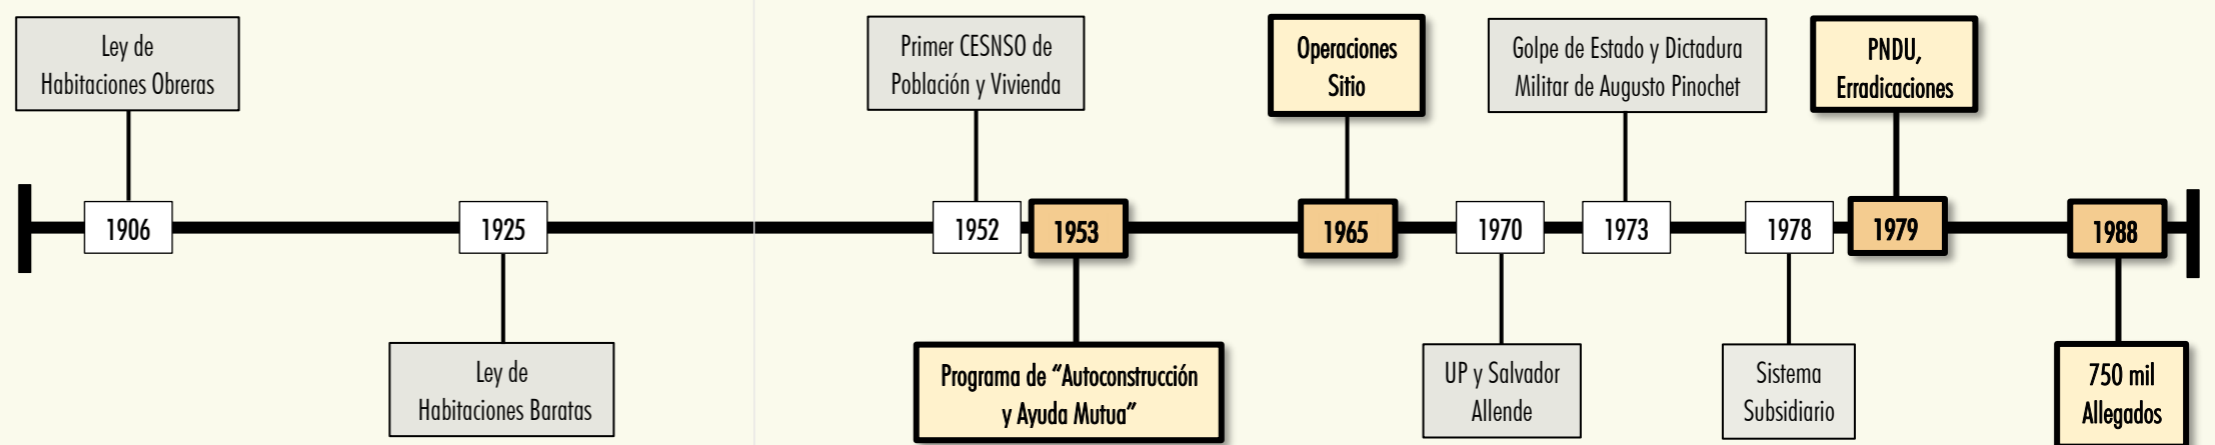 Ley de
Habitaciones Obreras
Primer CESNSO de
Población y Vivienda
Operaciones
Sitio
Golpe de Estado y Dictadura
Militar de Augusto Pinochet
PNDU,
Erradicaciones
1906
1925
1952
1953
1965
1970
1973
1978
1979
1988
Ley de
Habitaciones Baratas
Programa de “Autoconstrucción
y Ayuda Mutua”
UP y Salvador
Allende
Sistema
Subsidiario
750 mil
Allegados